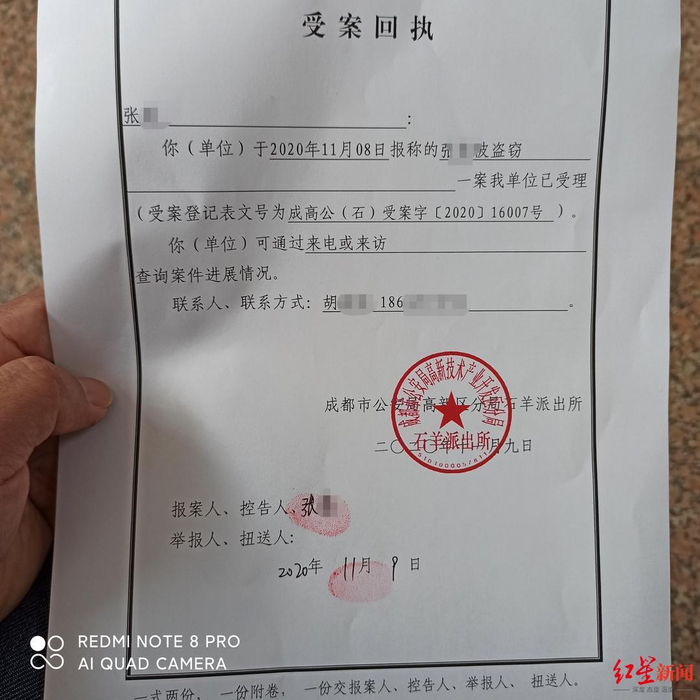 受案回执
张
:
你（单位）于2020年11月08日报称的张 被盗窃
一案我单位已受理
（受案登记表文号为成高公（石）受案字〔2020〕16007号）。
你（单位）可通过来电或来访
查询案件进展情况。
联系人、联系方式：胡 186 。
成都市公安局高新区分局石羊派出所
石羊派出所
二〇二〇年十一月九日
报案人、控告人、张
举报人、扭送人：
2020年 11月 9日
一式两份，一份附卷，一份交报案人、控告人、举报人、扭送人。
REDMI NOTE 8 PRO
AI QUAD CAMERA
红星新闻